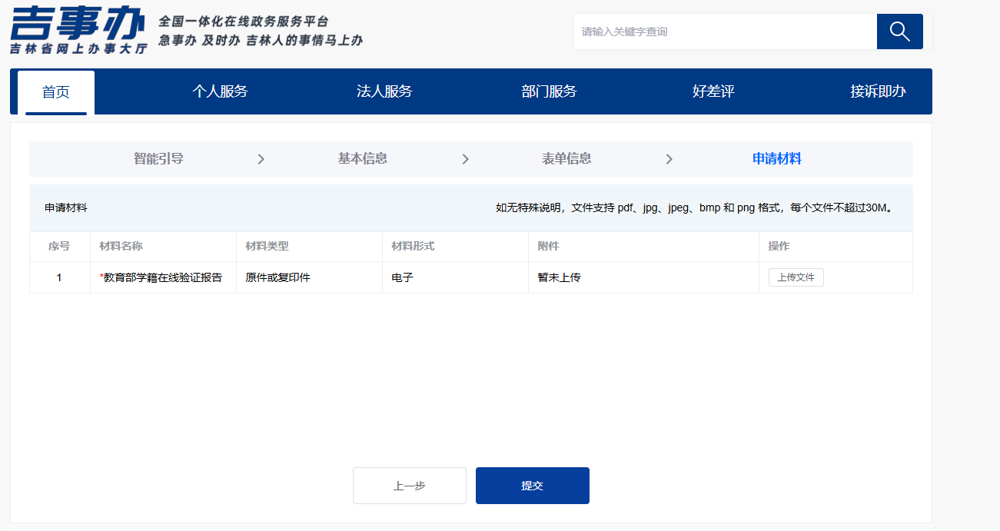 吉事办
吉林省网上办事大厅
全国一体化在线政务服务平台
急事办 及时办 吉林人的事情马上办
请输入关键字查询
首页 个人服务 法人服务 部门服务 好差评 接诉即办
智能引导 > 基本信息 > 表单信息 > 申请材料
申请材料 如无特殊说明，文件支持 pdf、jpg、jpeg、bmp 和 png 格式，每个文件不超过30M。
序号 材料名称 材料类型 材料形式 附件 操作
1 *教育部学籍在线验证报告 原件或复印件 电子 暂未上传 上传文件
上一步 提交